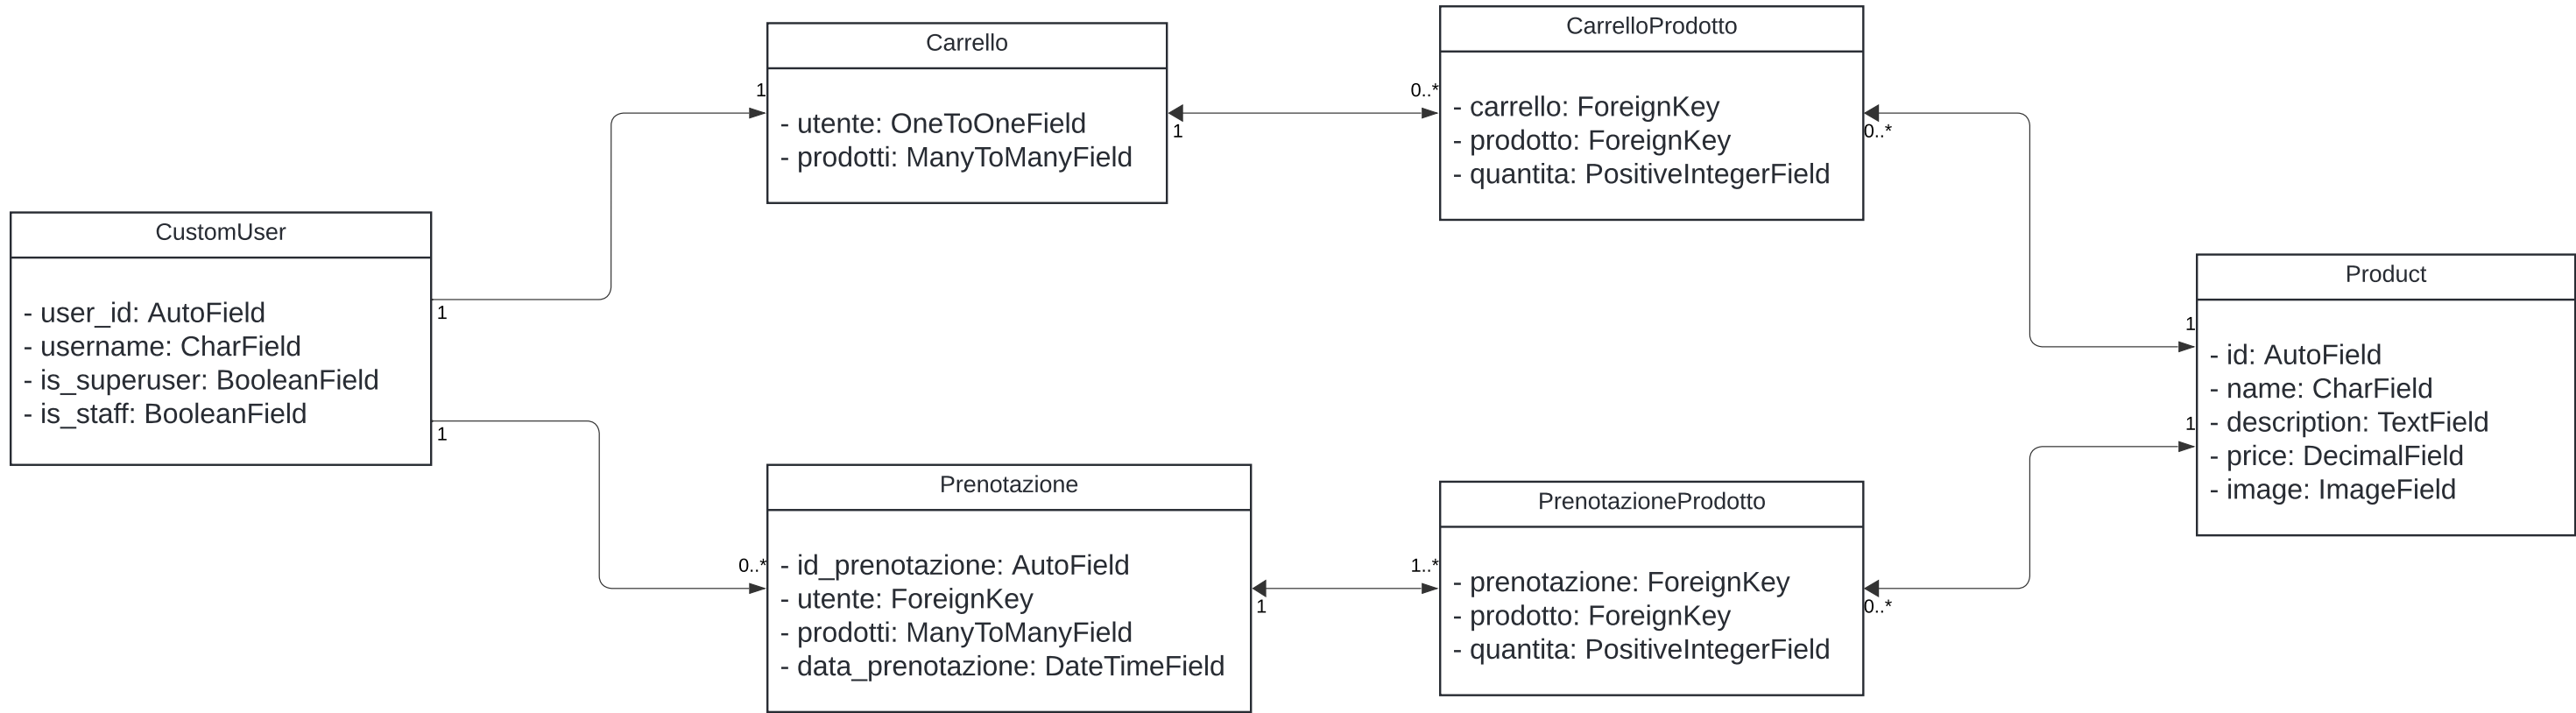 CustomUser
- user_id: AutoField
- username: CharField
- is_superuser: BooleanField
- is_staff: BooleanField
1
1
1
Carrello
- utente: OneToOneField
- prodotti: ManyToManyField
1
0..*
CarrelloProdotto
- carrello: ForeignKey
- prodotto: ForeignKey
- quantita: PositiveIntegerField
0..*
0..*
Prenotazione
- id_prenotazione: AutoField
- utente: ForeignKey
- prodotti: ManyToManyField
- data_prenotazione: DateTimeField
1
1..*
PrenotazioneProdotto
- prenotazione: ForeignKey
- prodotto: ForeignKey
- quantita: PositiveIntegerField
0..*
1
1
Product
- id: AutoField
- name: CharField
- description: TextField
- price: DecimalField
- image: ImageField